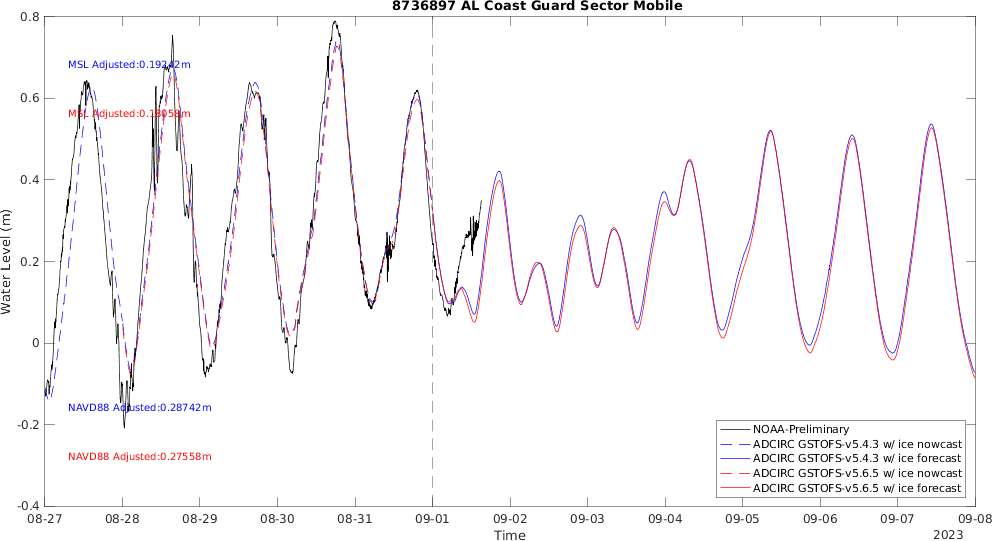 8736897 AL Coast Guard Sector Mobile
0.8
0.6
0.4
0.2
0
-0.2
-0.4
Water Level (m)
MSL Adjusted:0.19242m
NAVD88 Adjusted:0.28742m
NAVD88 Adjusted:0.27558m
NOAA-Preliminary
ADCIRC GSTOFS-v5.4.3 w/ ice nowcast
ADCIRC GSTOFS-v5.4.3 w/ ice forecast
ADCIRC GSTOFS-v5.6.5 w/ ice nowcast
ADCIRC GSTOFS-v5.6.5 w/ ice forecast
08-27 08-28 08-29 08-30 08-31 09-01 09-02 09-03 09-04 09-05 09-06 09-07 09-08
Time
2023